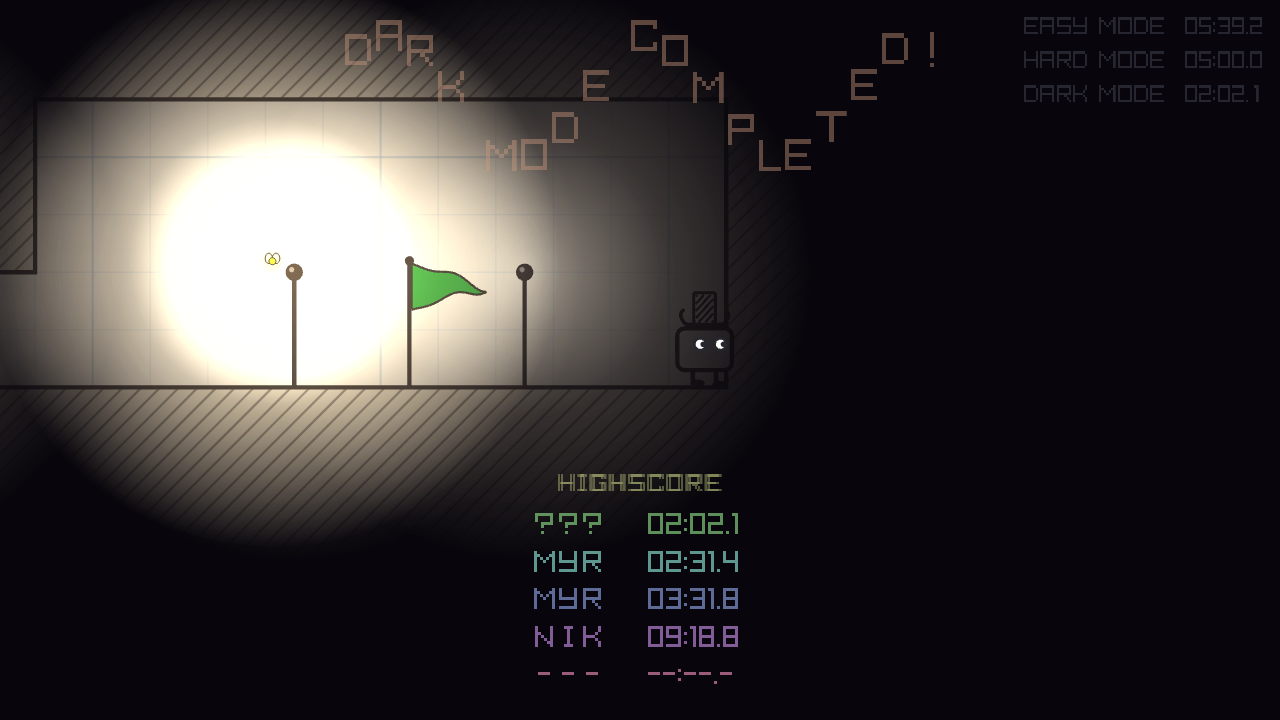 DARK MODE COMPLETED!
EASY MODE 05:39.2
HARD MODE 05:00.0
DARK MODE 02:02.1
HIGHSCORE
??? 02:02.1
MYR 02:31.4
MYR 03:31.8
NIK 09:18.8
--- --:--.-